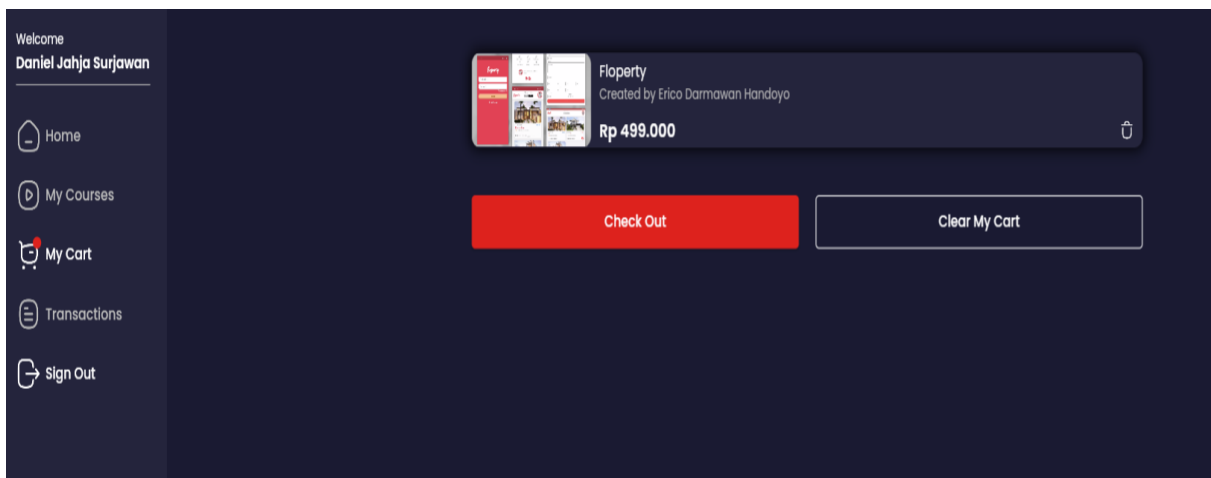 Welcome
Daniel Jahja Surjawan
Home
My Courses
My Cart
Transactions
Sign Out
Floperty
Created by Erico Darmawan Handoyo
Rp 499.000
Check Out
Clear My Cart